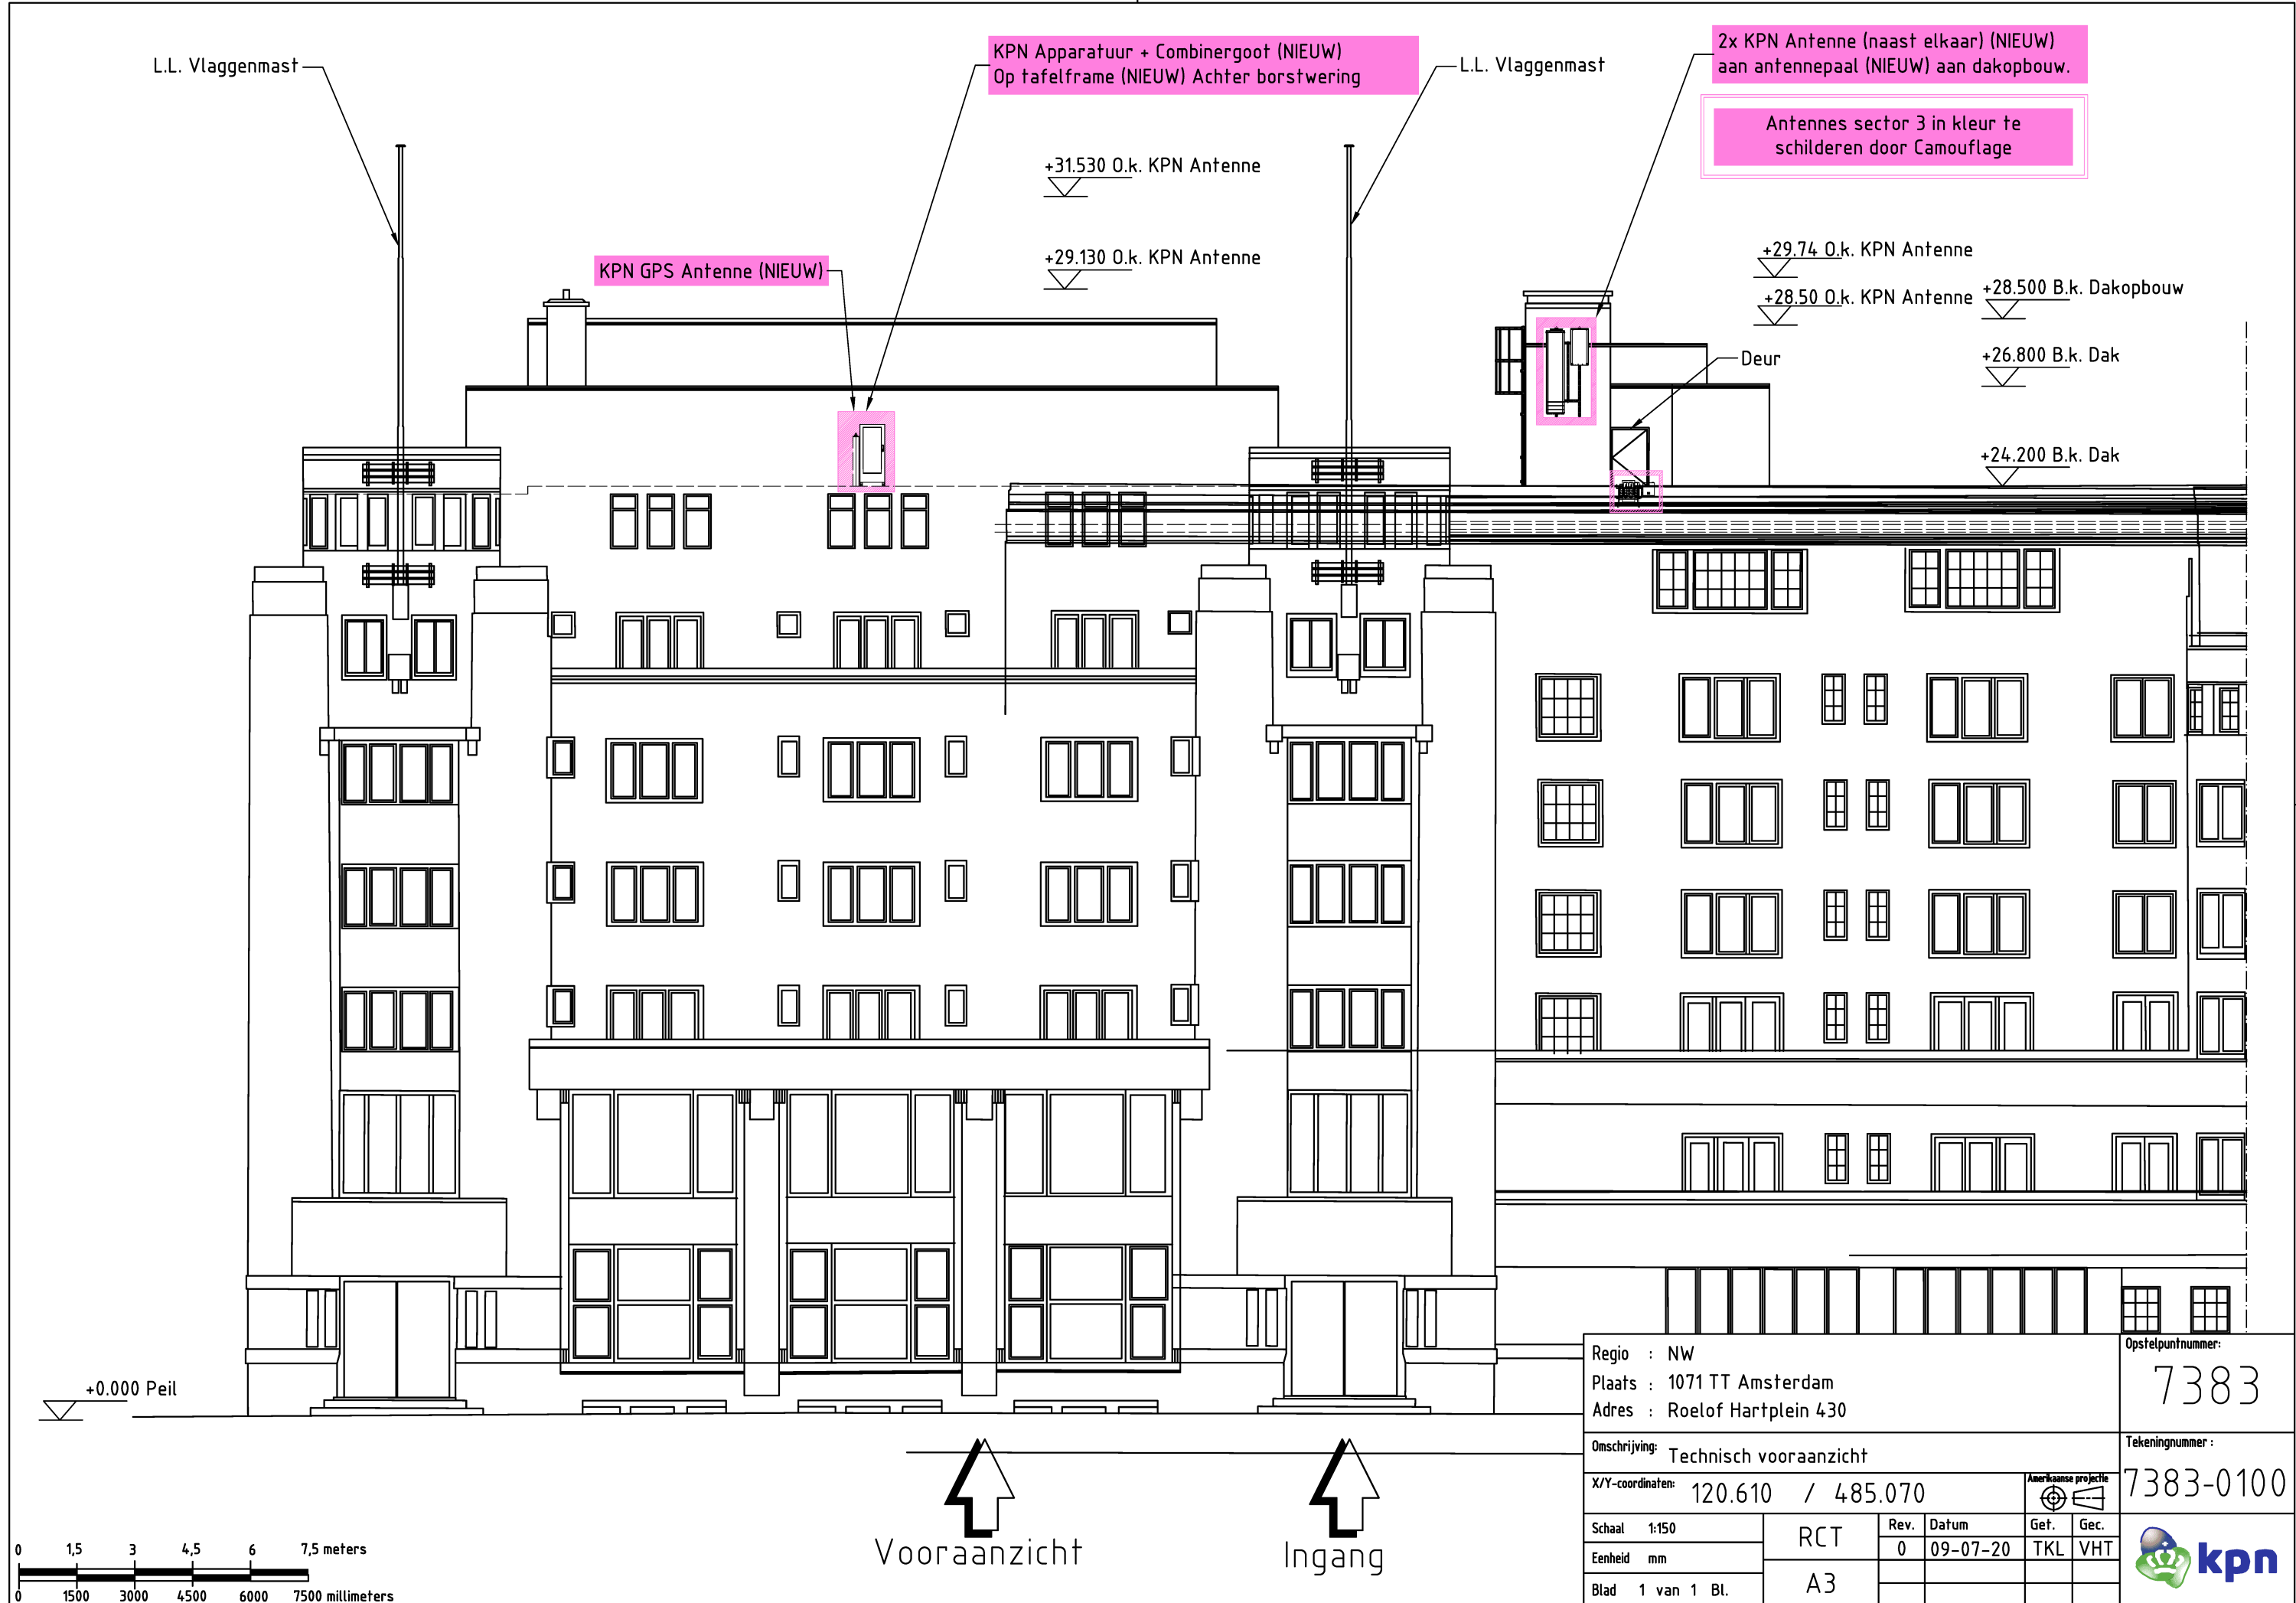 L.L. Vlaggenmast
KPN Apparatuur + Combinergoot (NIEUW)
Op tafelframe (NIEUW) Achter borstwering
L.L. Vlaggenmast
2x KPN Antenne (naast elkaar) (NIEUW)
aan antennepaal (NIEUW) aan dakopbouw.
Antennes sector 3 in kleur te
schilderen door Camouflage
+31.530 O.k. KPN Antenne
+29.130 O.k. KPN Antenne
KPN GPS Antenne (NIEUW)
+29.74 O.k. KPN Antenne
+28.50 O.k. KPN Antenne
+28.500 B.k. Dakopbouw
Deur
+26.800 B.k. Dak
+24.200 B.k. Dak
+0.000 Peil
Vooraanzicht
Ingang
0 1,5 3 4,5 6 7,5 meters
0 1500 3000 4500 6000 7500 millimeters
Regio : NW
Plaats : 1071 TT Amsterdam
Adres : Roelof Hartplein 430
Opstelpuntnummer:
7383
Omschrijving: Technisch vooraanzicht
Tekeningnummer :
7383-0100
X/Y-coordinaten: 120.610 / 485.070
Amerikaanse projectie
Schaal 1:150
Eenheid mm
Blad 1 van 1 Bl.
RCT
A3
Rev. Datum Get. Gec.
0 09-07-20 TKL VHT
kpn